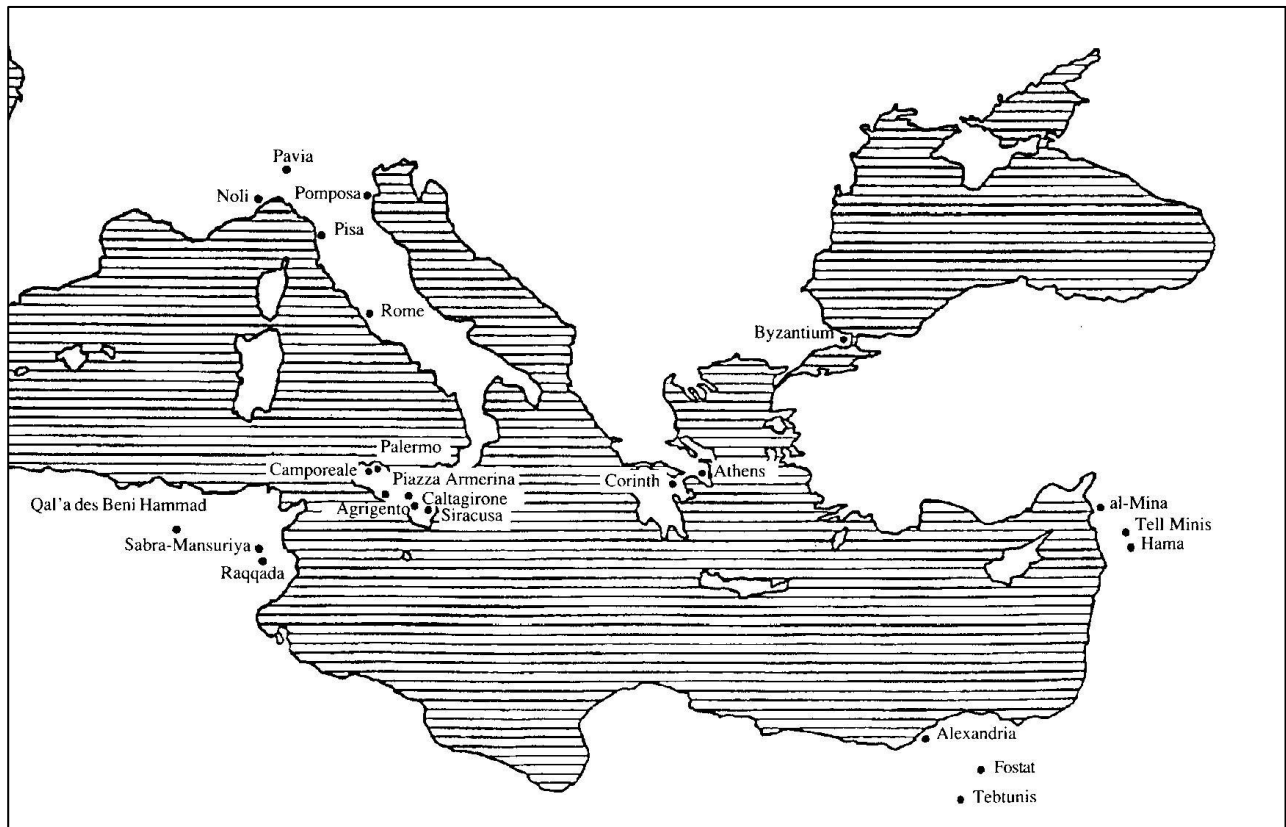 Pavia
Noli
Pomposa
Pisa
Rome
Byzantium
Palermo
Camporeale
Piazza Armerina
Corinth
Athens
Qal'a des Beni Hammad
Agrigento
Caltagirone
Siracusa
al-Mina
Tell Minis
Hama
Sabra-Mansuriya
Raqqada
Alexandria
Fostat
Tebtunis